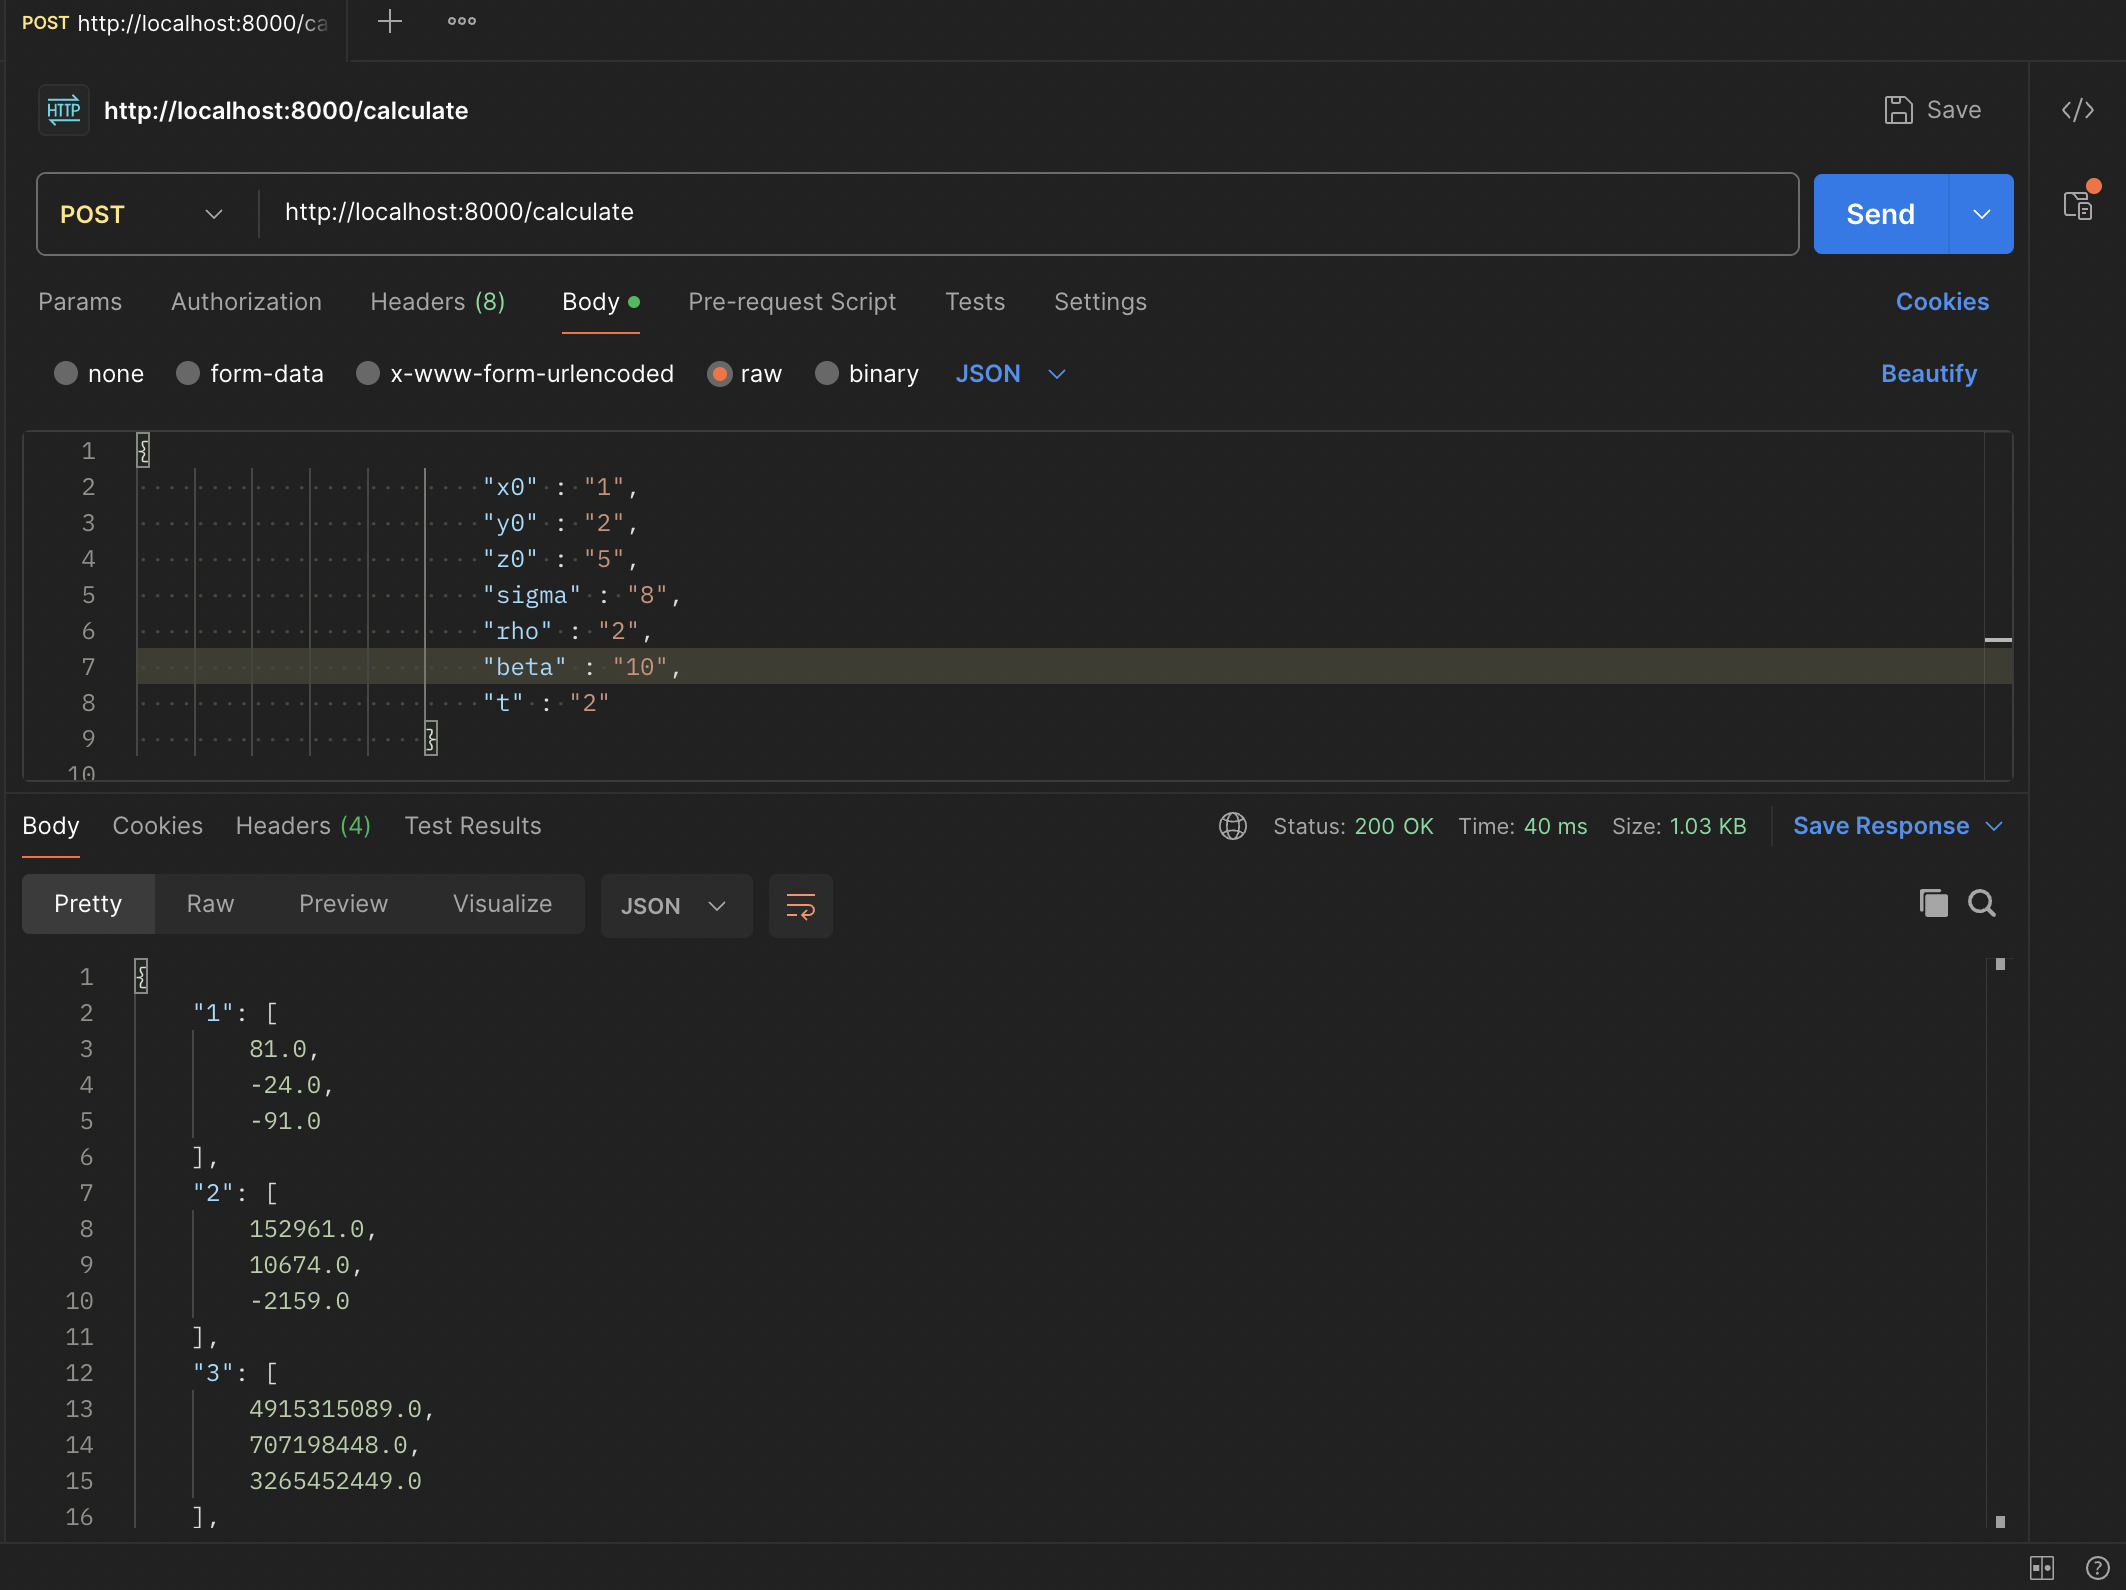 POST http://localhost:8000/ca
http://localhost:8000/calculate
Save
POST
http://localhost:8000/calculate
Send
Params Authorization Headers (8) Body Pre-request Script Tests Settings Cookies
none form-data x-www-form-urlencoded raw binary JSON Beautify
1 {
2 "x0" : "1",
3 "y0" : "2",
4 "z0" : "5",
5 "sigma" : "8",
6 "rho" : "2",
7 "beta" : "10",
8 "t" : "2"
9 }
10
Body Cookies Headers (4) Test Results Status: 200 OK Time: 40 ms Size: 1.03 KB Save Response
Pretty Raw Preview Visualize JSON
1 {
2 "1": [
3 81.0,
4 -24.0,
5 -91.0
6 ],
7 "2": [
8 152961.0,
9 10674.0,
10 -2159.0
11 ],
12 "3": [
13 4915315089.0,
14 707198448.0,
15 3265452449.0
16 ],